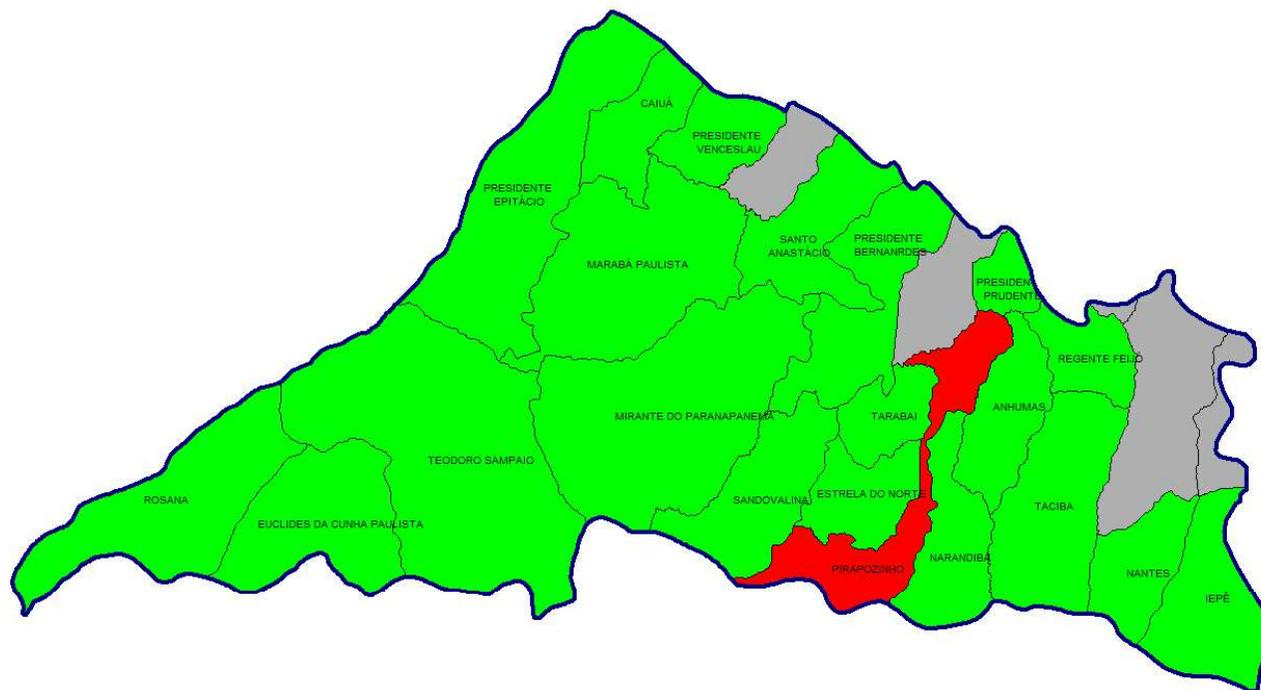 CAIUÁ
PRESIDENTE
VENCESLAU
PRESIDENTE
EPITÁCIO
MARABÁ PAULISTA
SANTO
ANASTÁCIO
PRESIDENTE
BERNANRDES
PRESIDEN
PRUDENTE
REGENTE FEIJÓ
MIRANTE DO PARANAPANEMA
TARABAI
ANHUMAS
TEODORO SAMPAIO
ROSANA
EUCLIDES DA CUNHA PAULISTA
SANDOVALINA
ESTRELA DO NORTE
TACIBA
PIRAPOZINHO
NARANDIBA
NANTES
IEPÊ